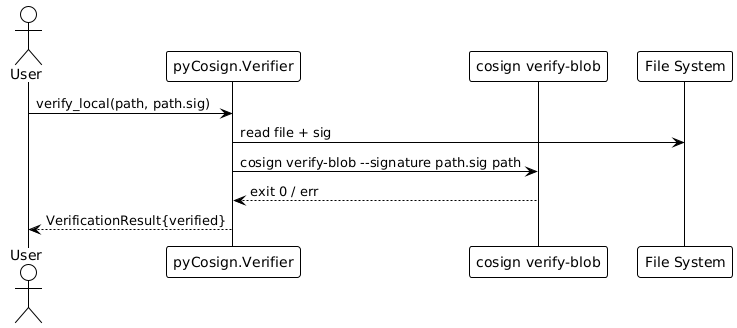 User
pyCosign.Verifier
cosign verify-blob
File System
verify_local(path, path.sig)
read file + sig
cosign verify-blob --signature path.sig path
exit 0 / err
VerificationResult{verified}
User
pyCosign.Verifier
cosign verify-blob
File System